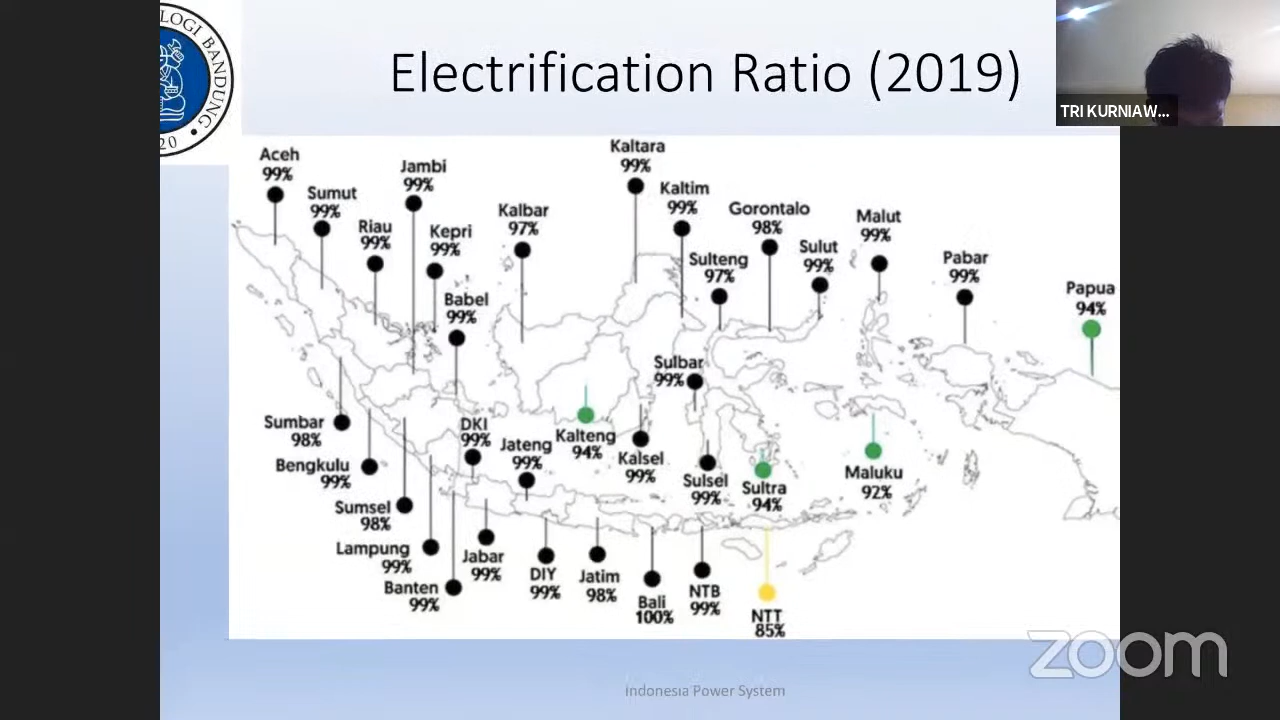 LOGI BANDUNG
20
Electrification Ratio (2019)
TRI KURNIAW...
Aceh
99%
Sumut
99%
Riau
99%
Jambi
99%
Kepri
99%
Babel
99%
Kalbar
97%
Kaltara
99%
Kaltim
99%
Sulteng
97%
Gorontalo
98%
Sulut
99%
Malut
99%
Pabar
99%
Papua
94%
Sulbar
99%
Sumbar
98%
Bengkulu
99%
Sumsel
98%
Lampung
99%
Banten
99%
DKI
99%
Jateng
99%
Jabar
99%
DIY
99%
Jatim
98%
Kalteng
94%
Kalsel
99%
Sulsel
99%
Sultra
94%
Maluku
92%
Bali
100%
NTB
99%
NTT
85%
Indonesia Power System
zoom